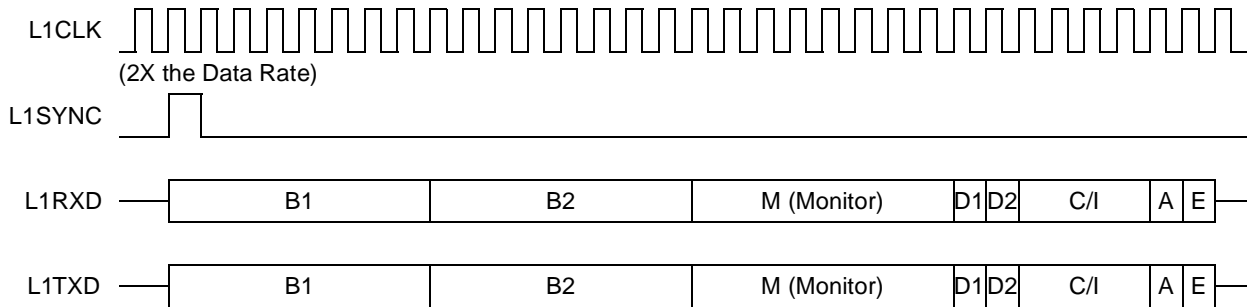 L1CLK
(2X the Data Rate)
L1SYNC
L1RXD B1 B2 M (Monitor) D1 D2 C/I A E
L1TXD B1 B2 M (Monitor) D1 D2 C/I A E